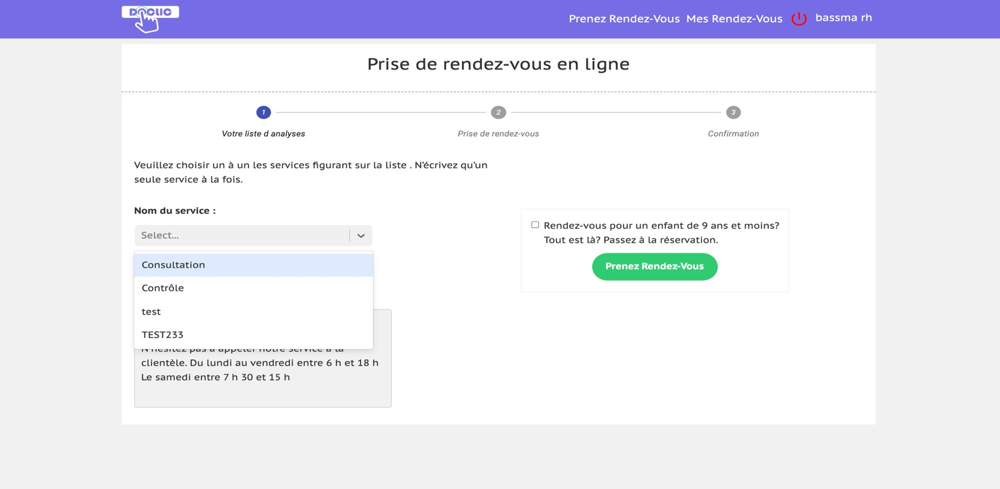 DOCLIC
Prenez Rendez-Vous Mes Rendez-Vous bassma rh
Prise de rendez-vous en ligne
1
2
3
Votre liste d analyses
Prise de rendez-vous
Confirmation
Veuillez choisir un à un les services figurant sur la liste . N'écrivez qu'un
seule service à la fois.
Nom du service :
Select...
Consultation
Contrôle
test
TEST233
N'hésitez pas à appeler notre service à la
clientèle. Du lundi au vendredi entre 6 h et 18 h
Le samedi entre 7 h 30 et 15 h
Rendez-vous pour un enfant de 9 ans et moins?
Tout est là? Passez à la réservation.
Prenez Rendez-Vous